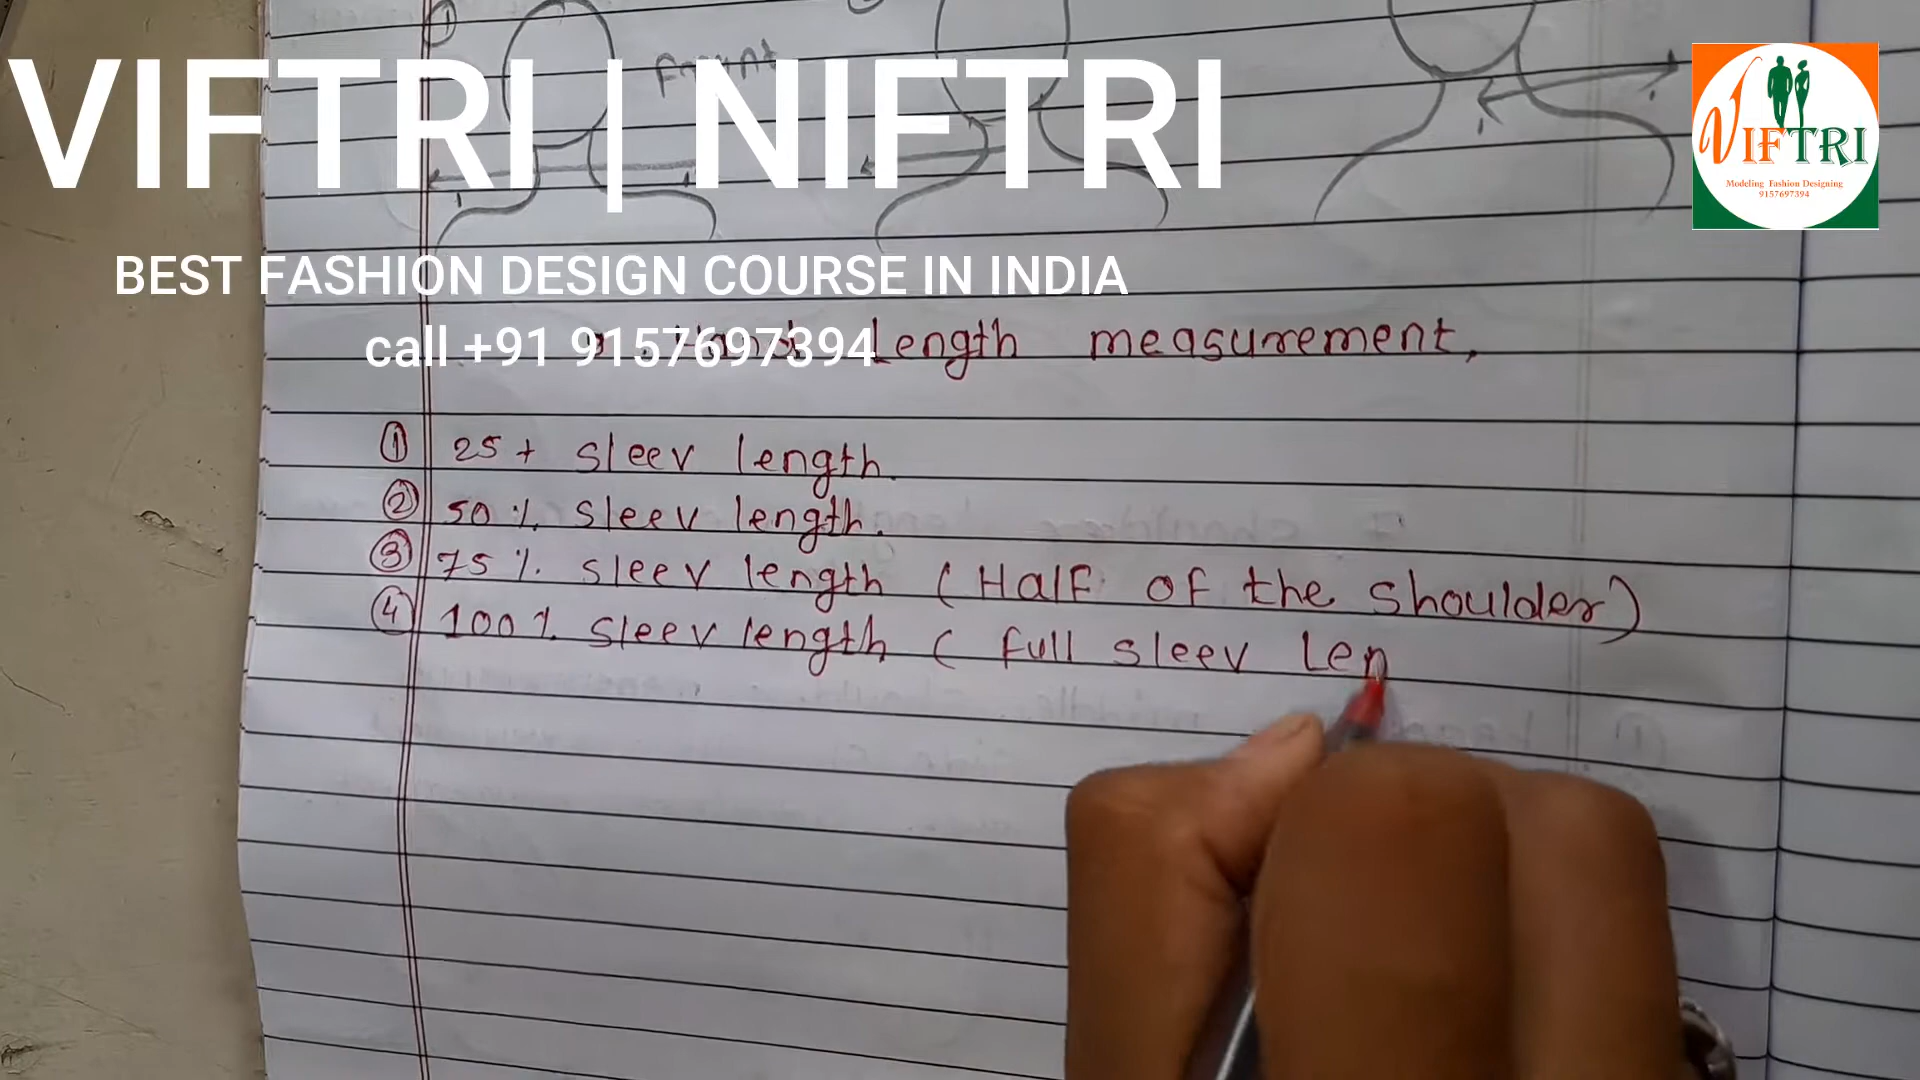 ①
Front
VIFTRI | NIFTRI
VIFTRI
Modeling Fashion Designing
9157697394
BEST FASHION DESIGN COURSE IN INDIA
call +91 9157697394
Length measurement,
① 25+ sleev length.
② 50% sleev length.
③ 75% sleev length (Half of the shoulder)
④ 100% sleev length ( full sleev Len